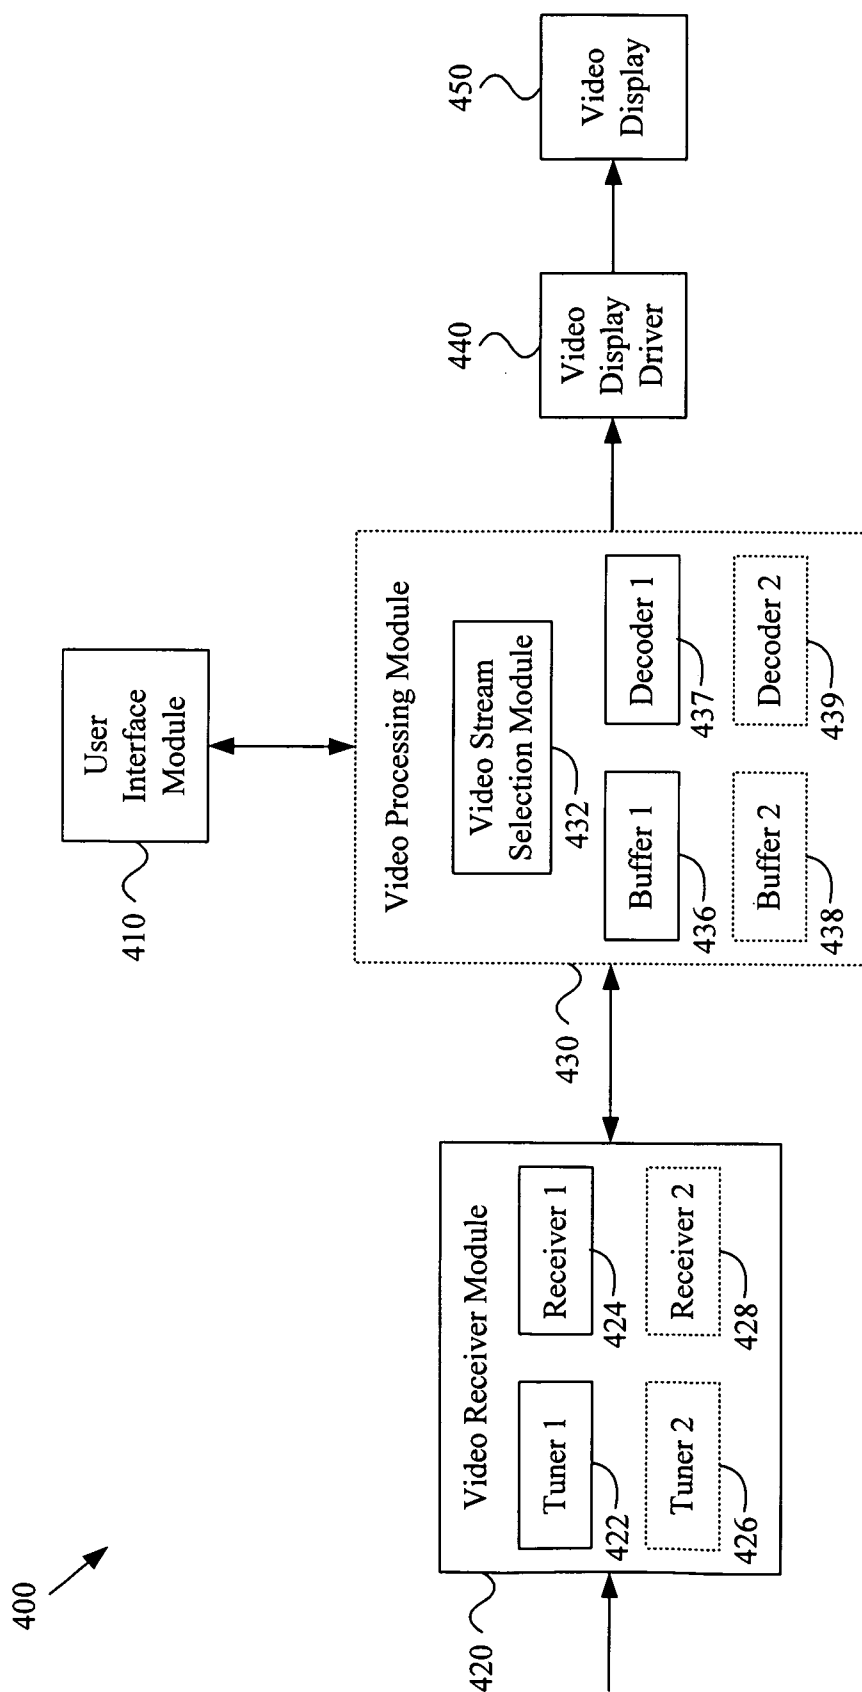 400
User
Interface
Module
410
420
Video Receiver Module
Tuner 1
422
Receiver 1
424
Tuner 2
426
Receiver 2
428
430
Video Processing Module
Video Stream
Selection Module
432
Buffer 1
436
Decoder 1
437
Buffer 2
438
Decoder 2
439
440
Video
Display
Driver
450
Video
Display